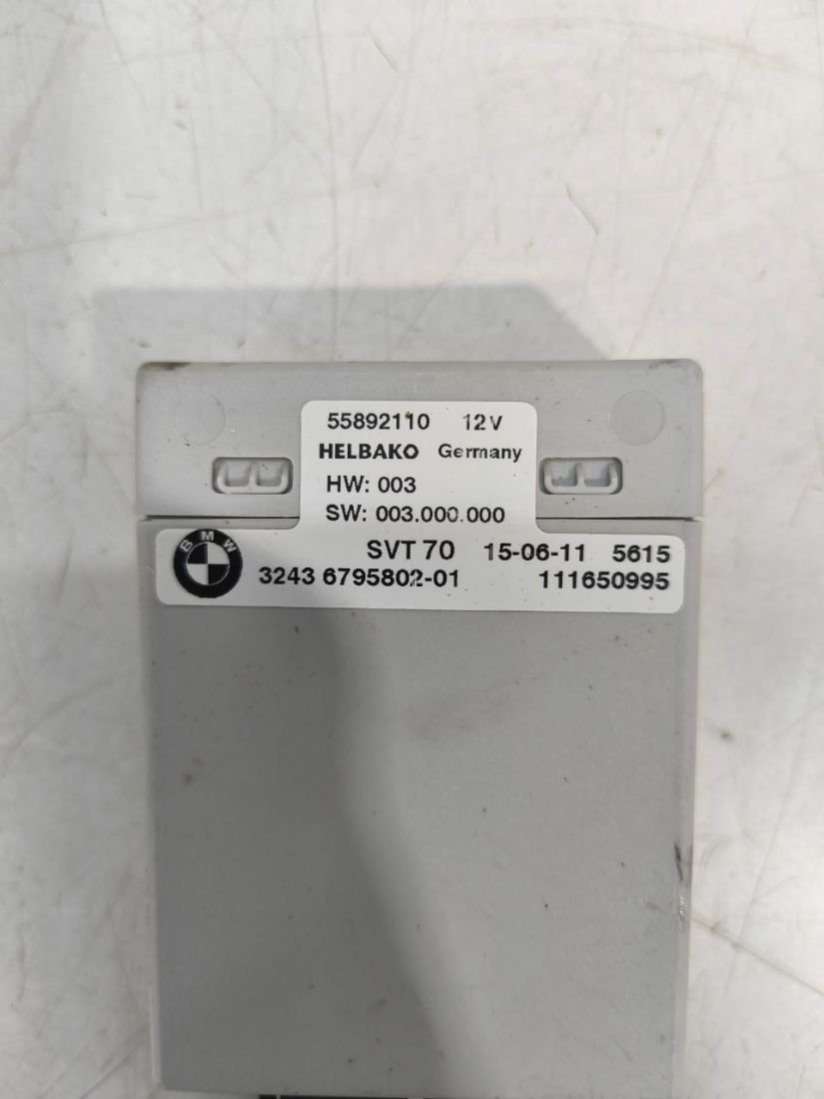 55892110 12V
HELBAKO Germany
HW: 003
SW: 003.000.000
BMW
SVT 70 15-06-11 5615
3243 6795802-01 111650995